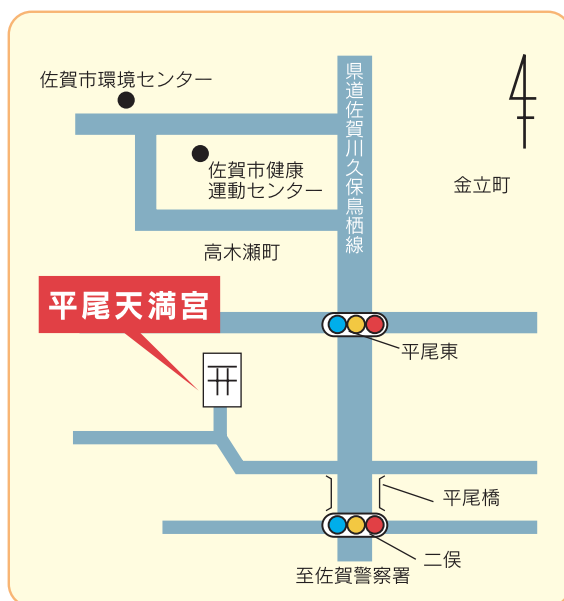 佐賀市環境センター
県道佐賀川久保鳥栖線
佐賀市健康
運動センター
金立町
高木瀬町
平尾天満宮
平尾東
平尾橋
二俣
至佐賀警察署